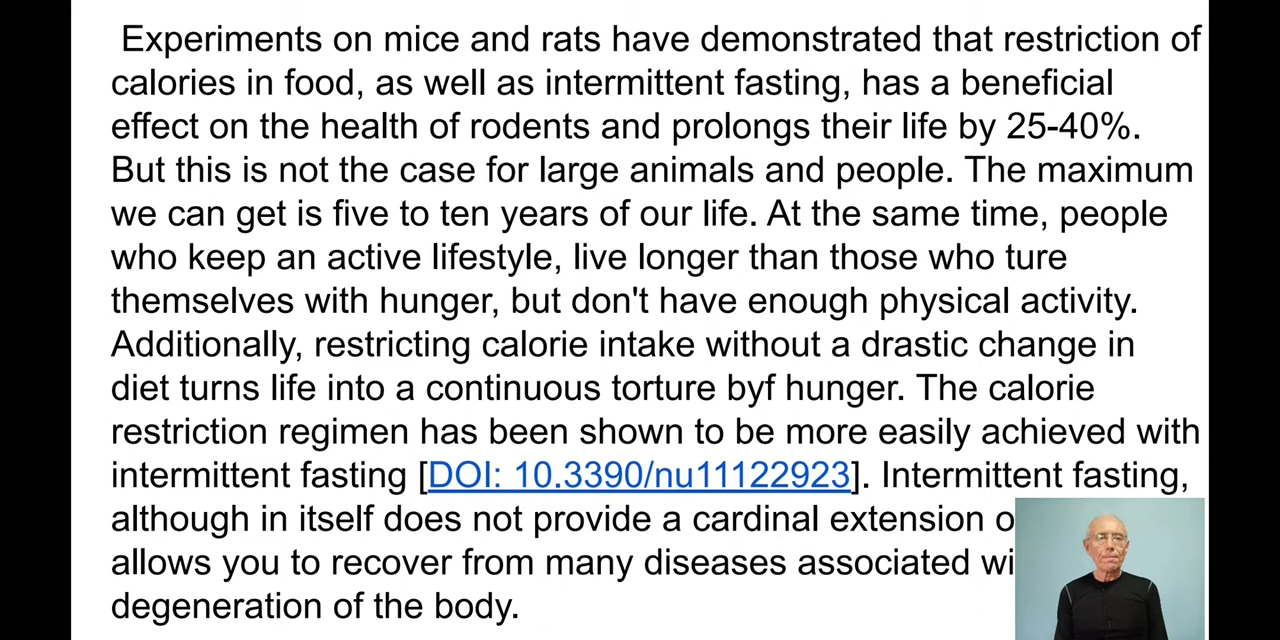 Experiments on mice and rats have demonstrated that restriction of
calories in food, as well as intermittent fasting, has a beneficial
effect on the health of rodents and prolongs their life by 25-40%.
But this is not the case for large animals and people. The maximum
we can get is five to ten years of our life. At the same time, people
who keep an active lifestyle, live longer than those who ture
themselves with hunger, but don't have enough physical activity.
Additionally, restricting calorie intake without a drastic change in
diet turns life into a continuous torture byf hunger. The calorie
restriction regimen has been shown to be more easily achieved with
intermittent fasting [DOI: 10.3390/nu11122923]. Intermittent fasting,
although in itself does not provide a cardinal extension
allows you to recover from many diseases associated
degeneration of the body.